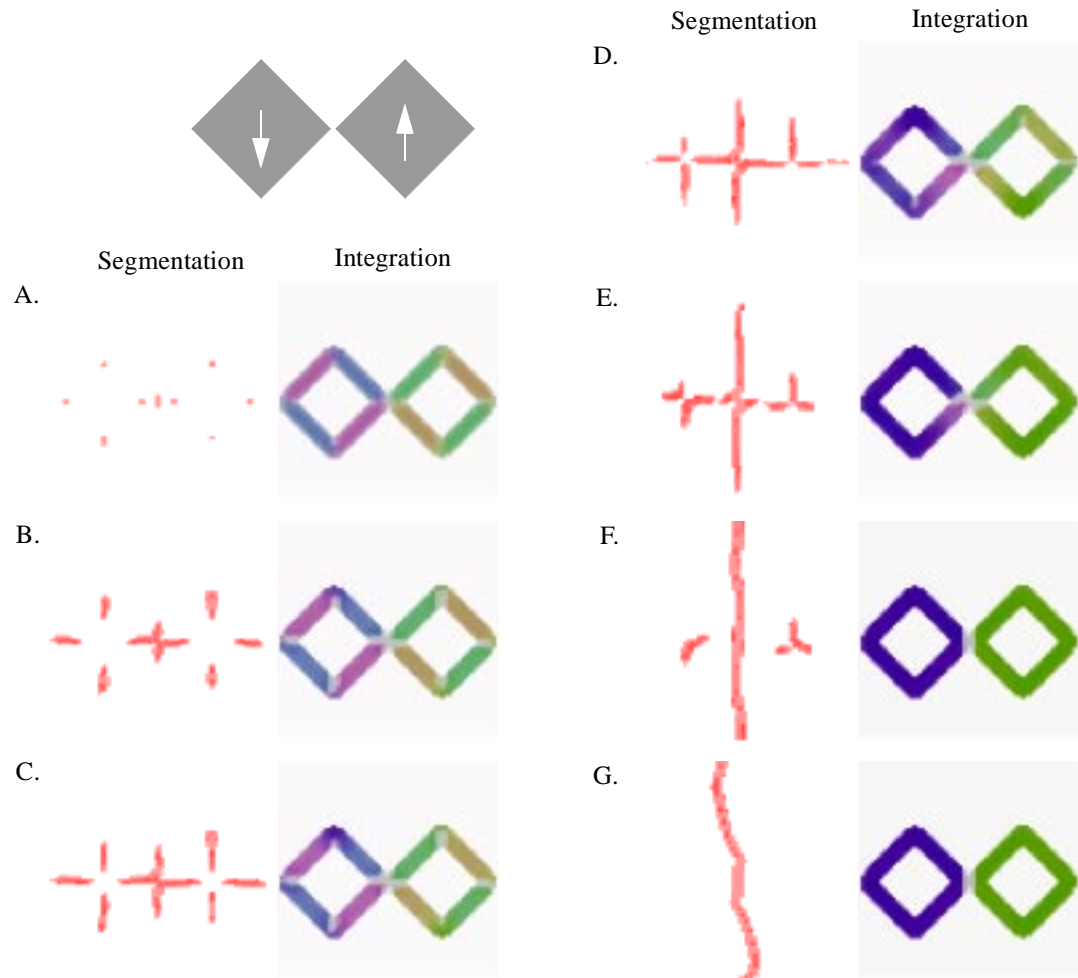 Segmentation Integration
A.
B.
C.
Segmentation Integration
D.
E.
F.
G.